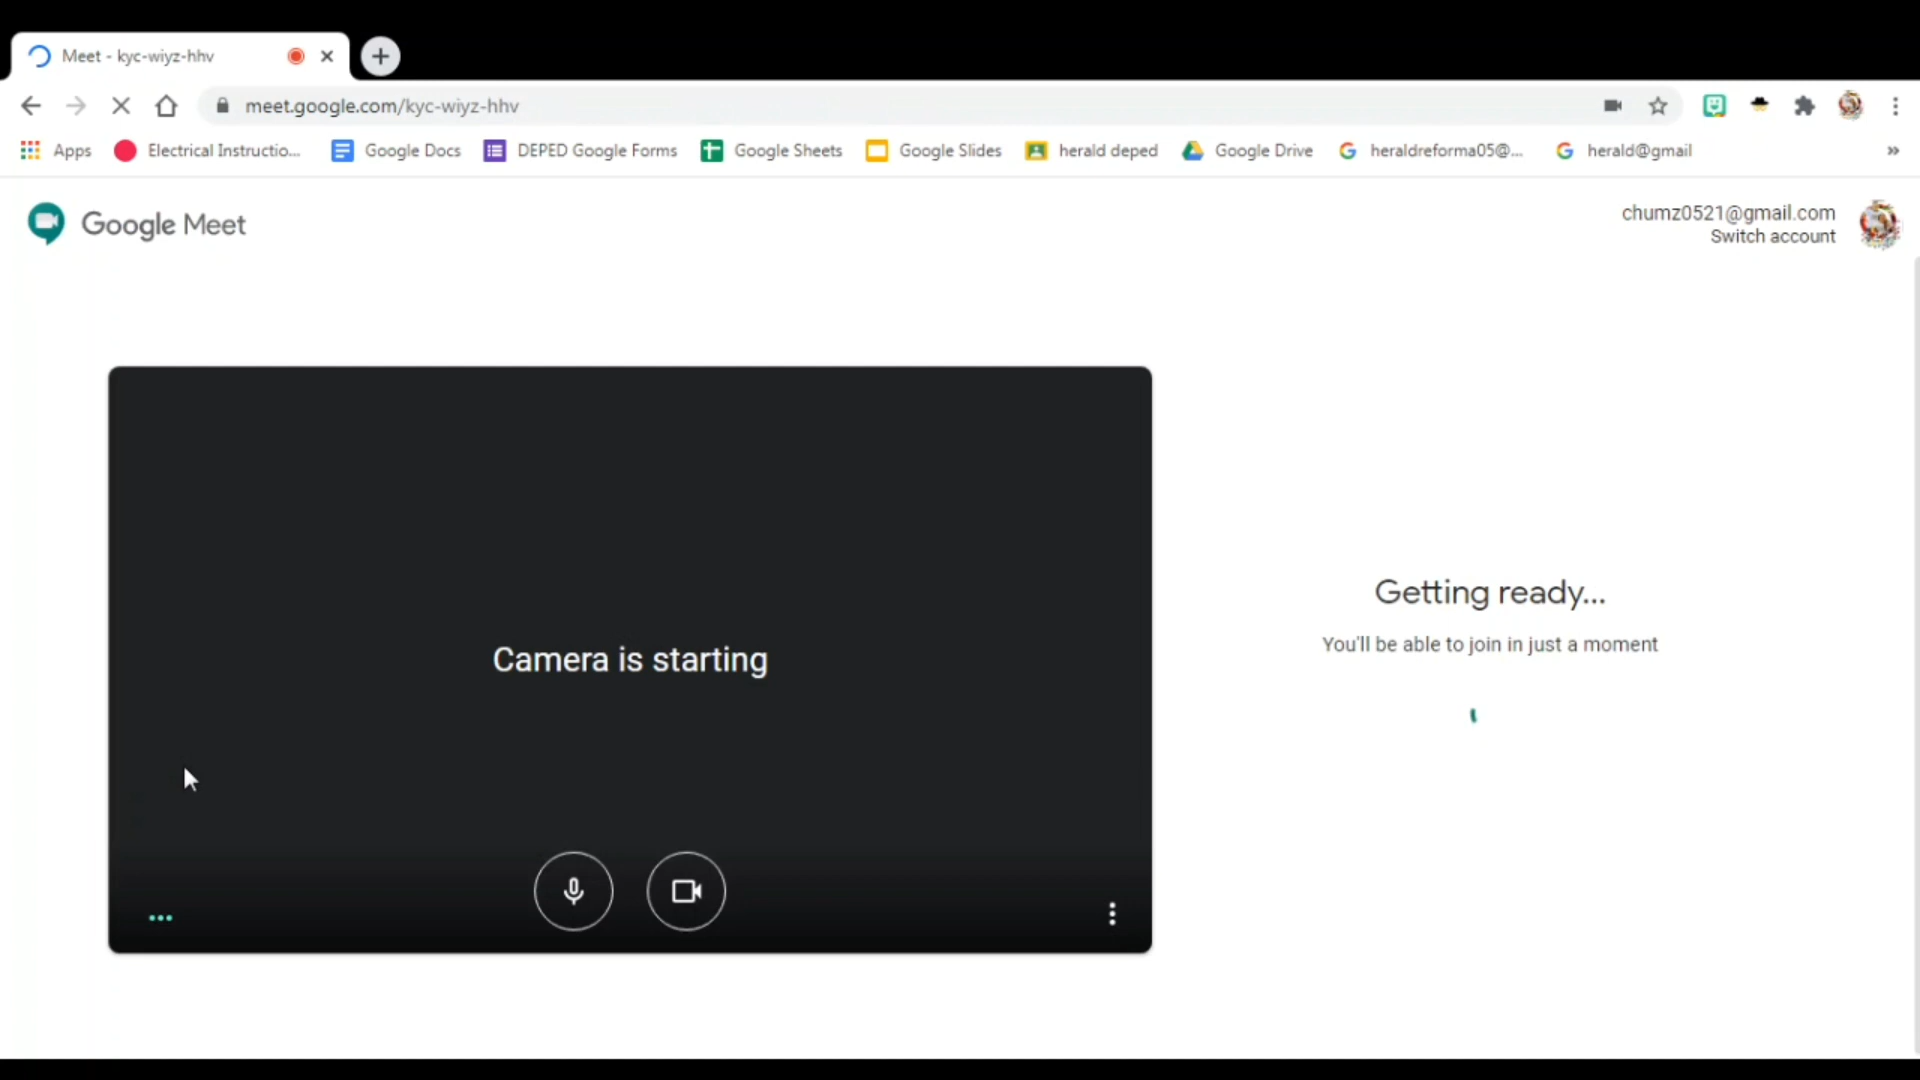 Meet - kyc-wiyz-hhv
meet.google.com/kyc-wiyz-hhv
Apps Electrical Instructio... Google Docs DEPED Google Forms Google Sheets Google Slides herald deped Google Drive heraldreforma05@... herald@gmail »
Google Meet
chumz0521@gmail.com
Switch account
Camera is starting
Getting ready...
You'll be able to join in just a moment